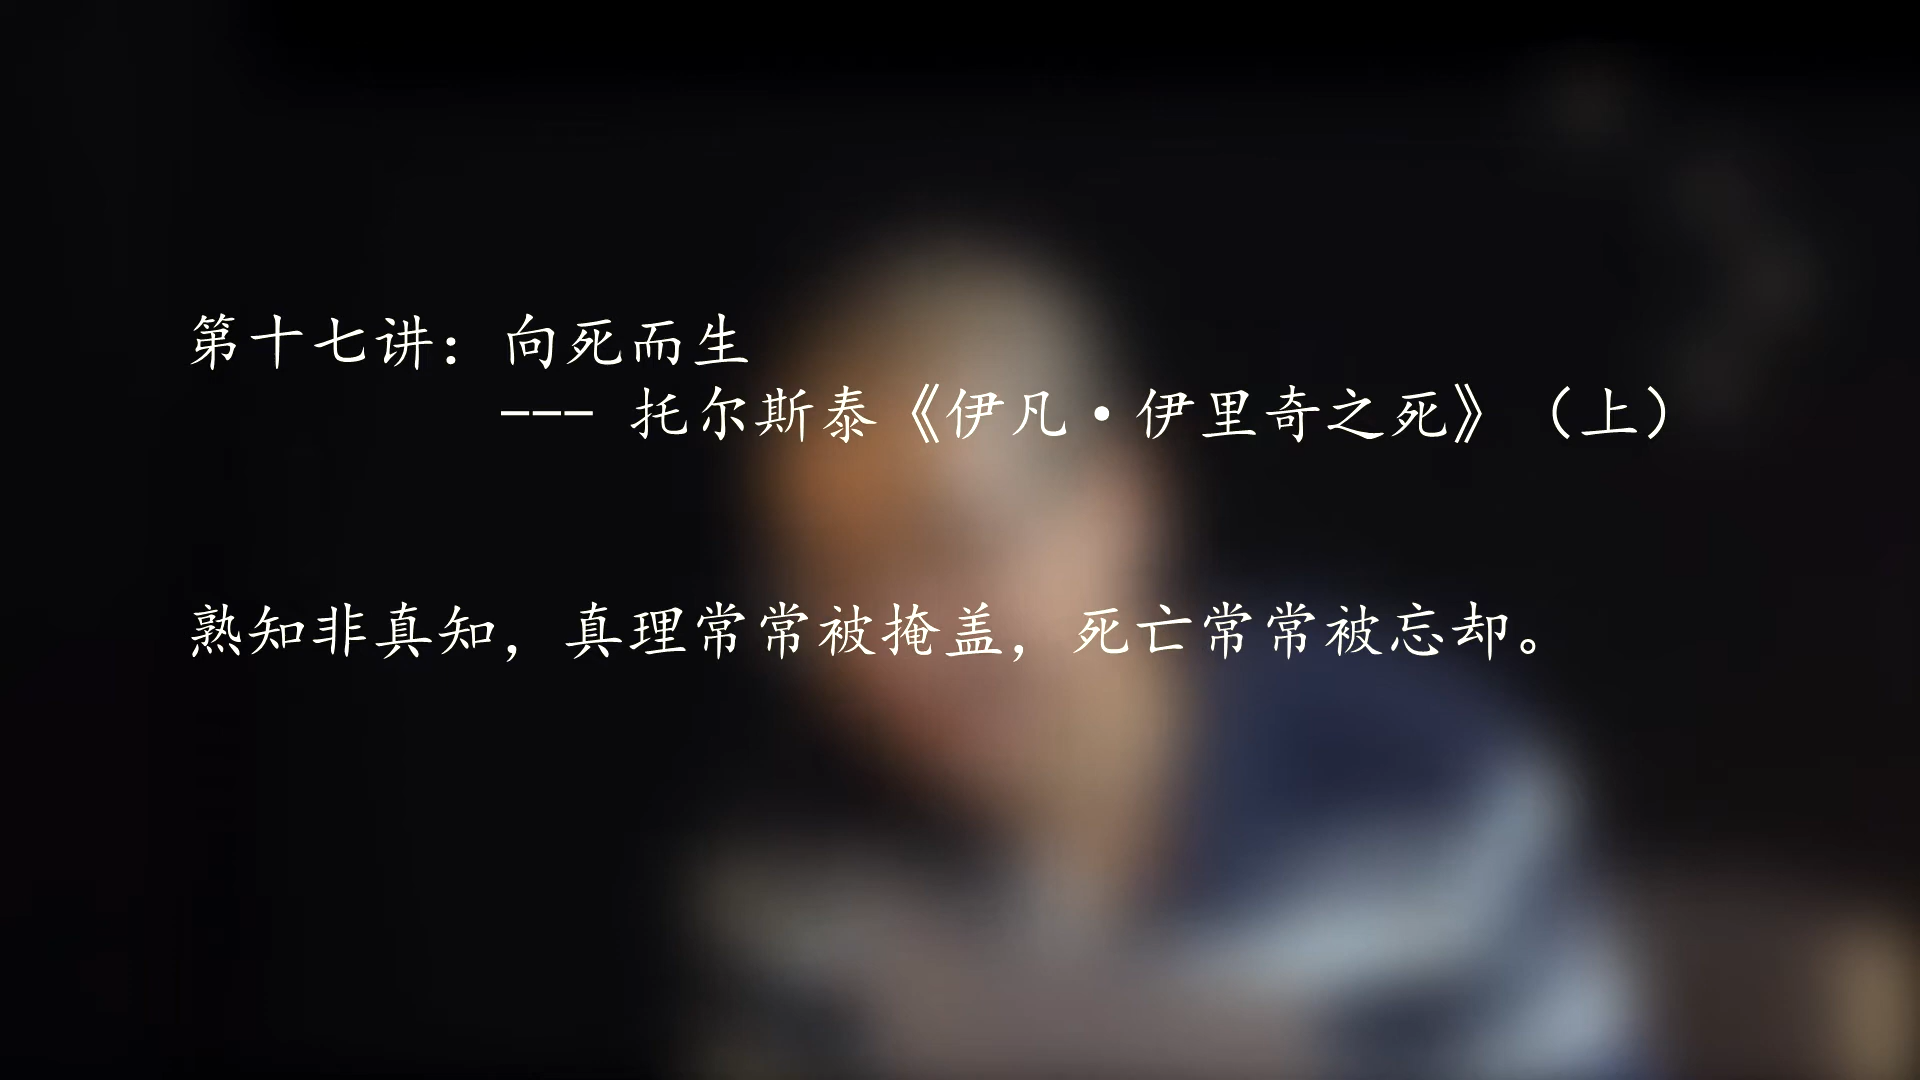 第十七讲：向死而生
--- 托尔斯泰《伊凡·伊里奇之死》（上）
熟知非真知，真理常常被掩盖，死亡常常被忘却。